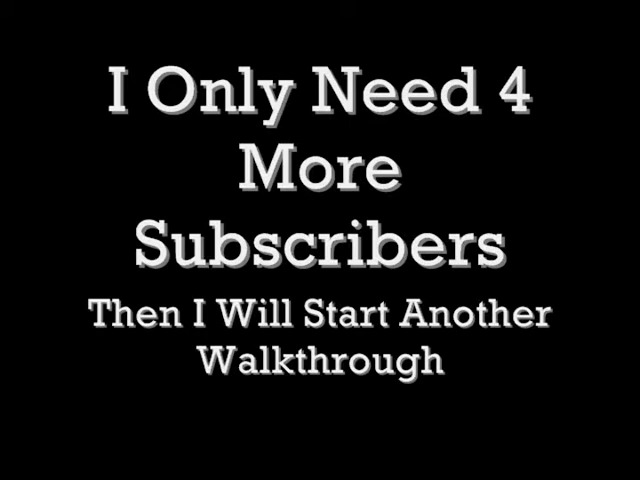 I Only Need 4
More
Subscribers
Then I Will Start Another
Walkthrough